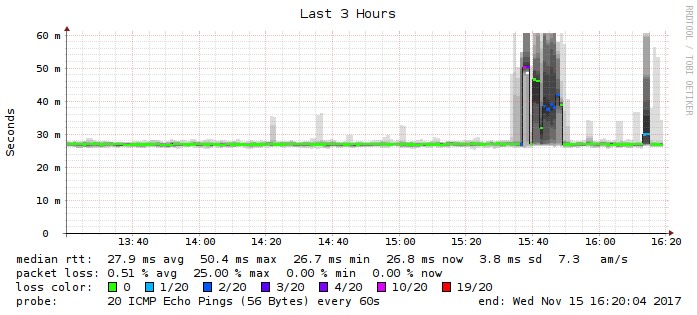 Last 3 Hours
RRDTOOL / TOBI OETIKER
Seconds
60 m
50 m
40 m
30 m
20 m
10 m
0
13:40 14:00 14:20 14:40 15:00 15:20 15:40 16:00 16:20
median rtt: 27.9 ms avg 50.4 ms max 26.7 ms min 26.8 ms now 3.8 ms sd 7.3 am/s
packet loss: 0.51 % avg 25.00 % max 0.00 % min 0.00 % now
loss color: 0 1/20 2/20 3/20 4/20 10/20 19/20
probe: 20 ICMP Echo Pings (56 Bytes) every 60s end: Wed Nov 15 16:20:04 2017